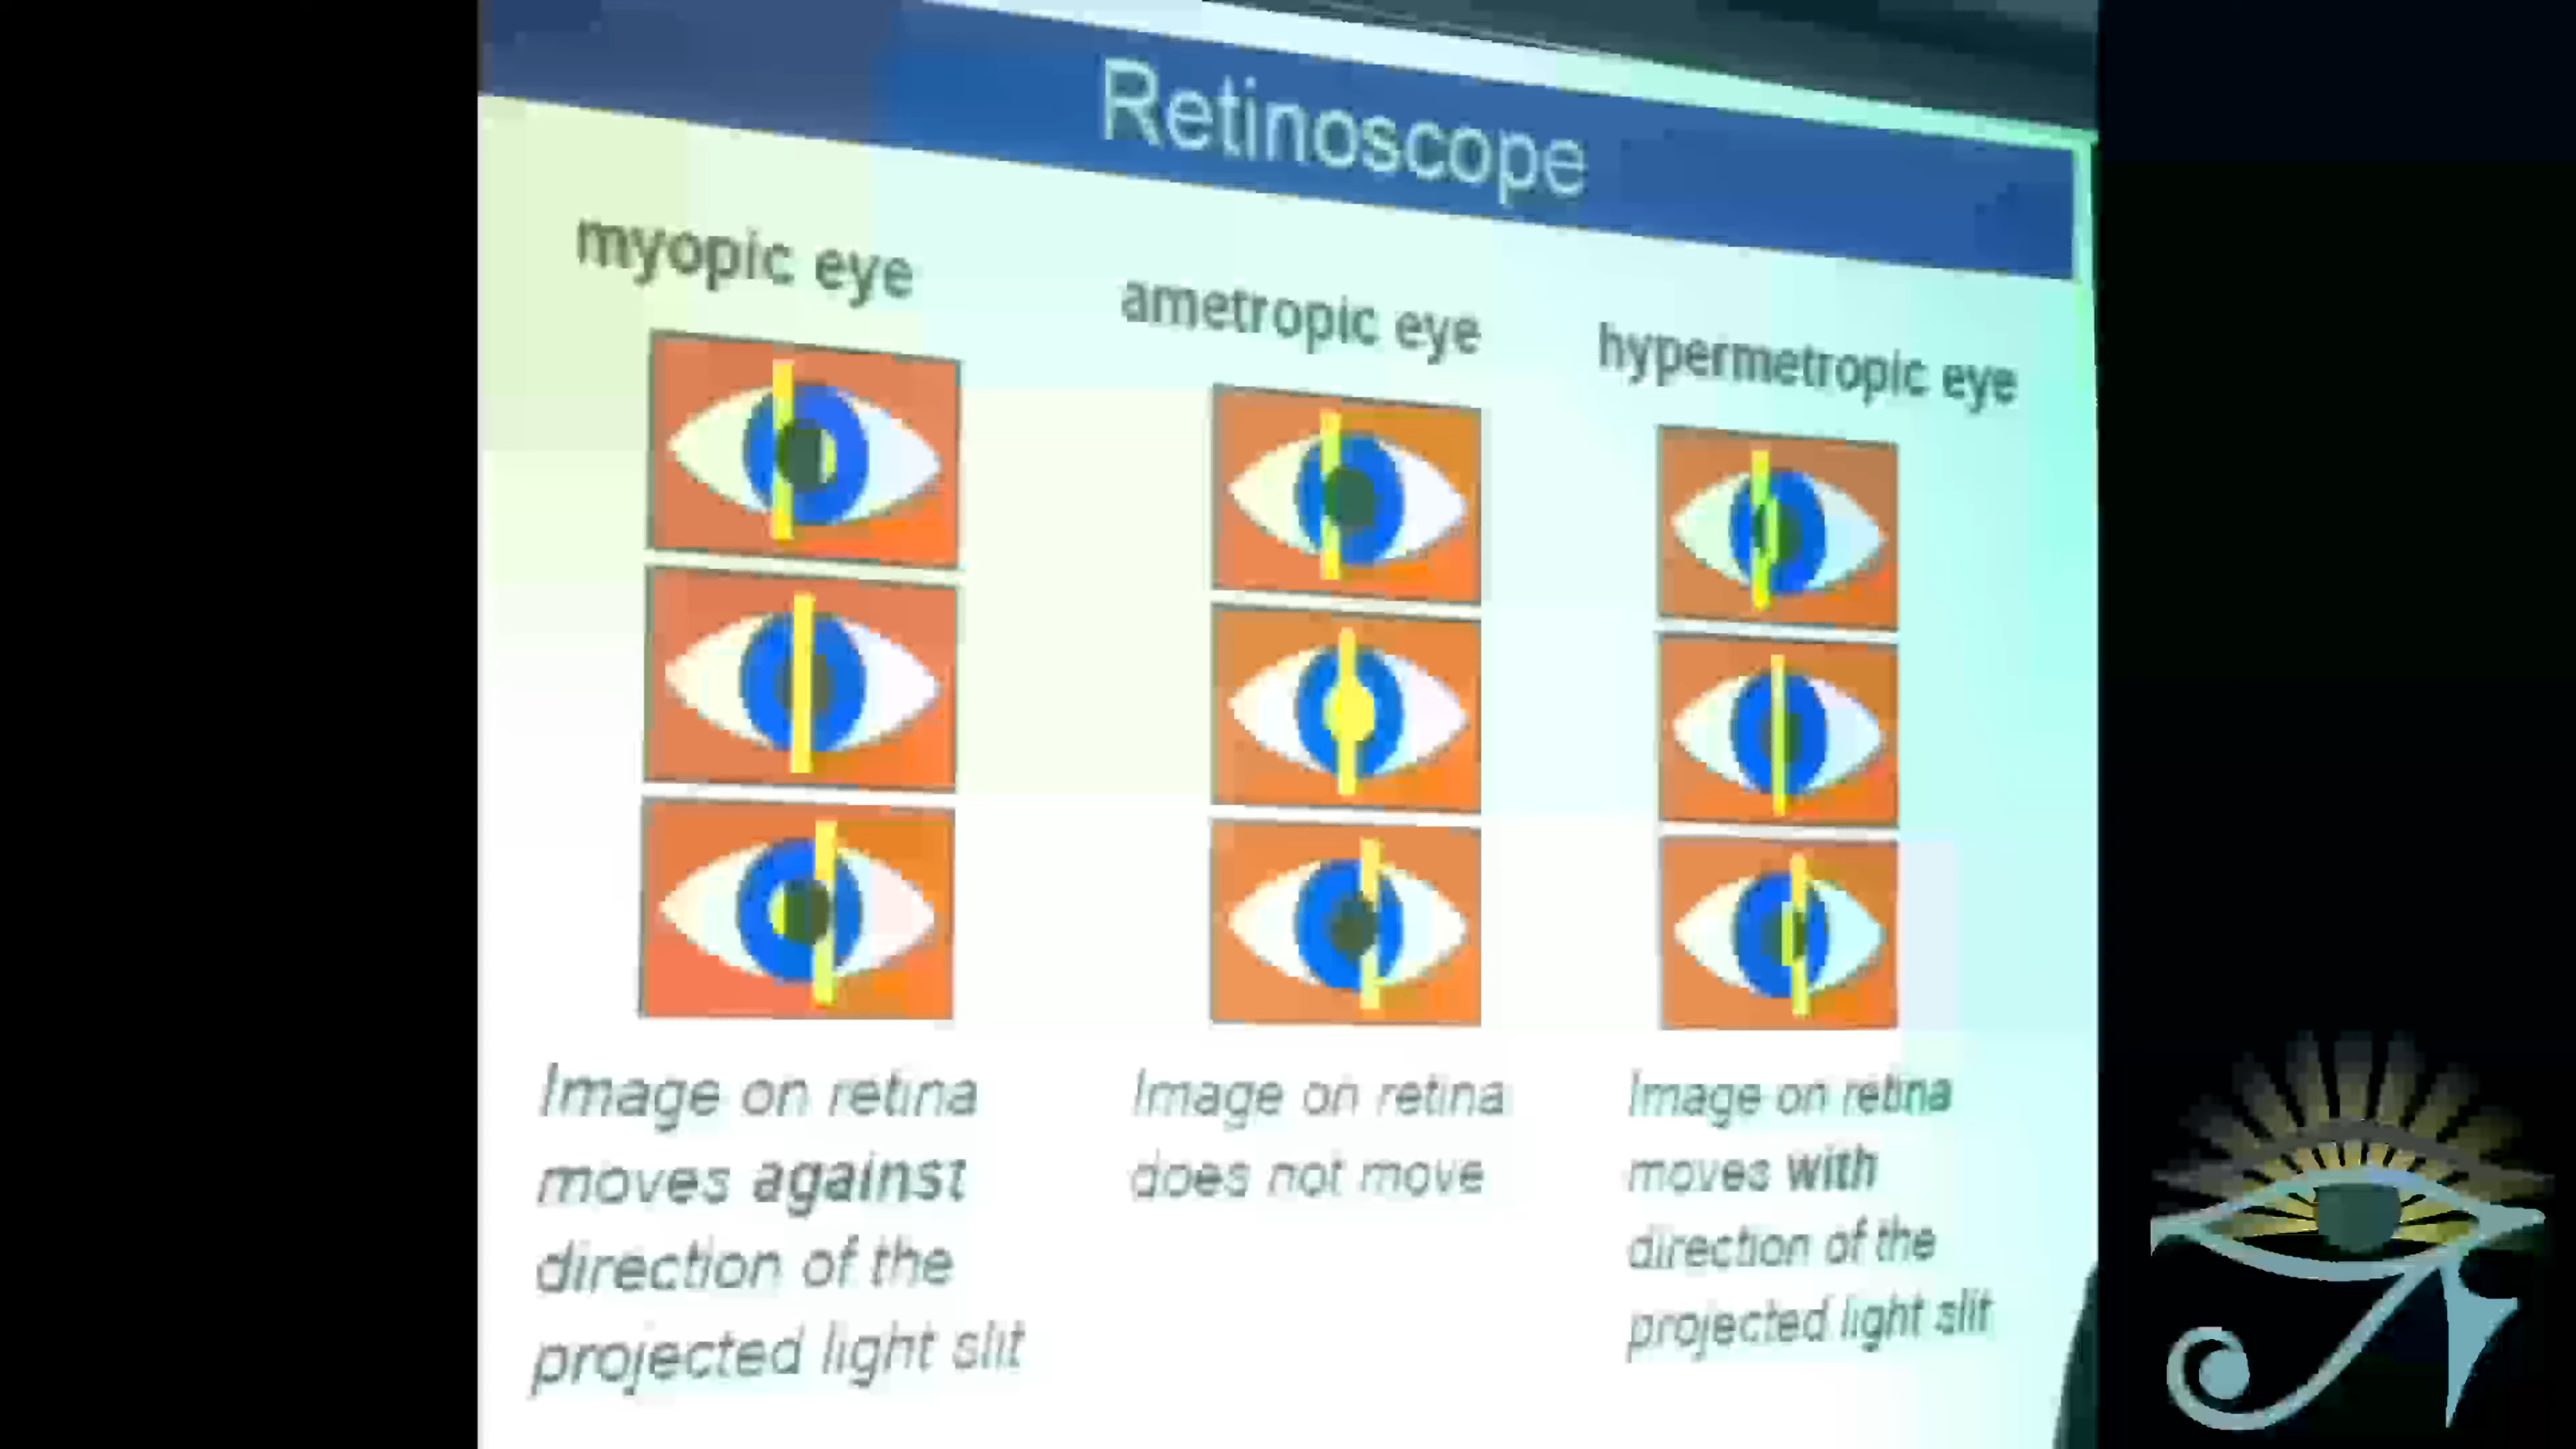 Retinoscope
myopic eye
ametropic eye
hypermetropic eye
Image on retina
moves against
direction of the
projected light slit
Image on retina
does not move
Image on retina
moves with
direction of the
projected light slit